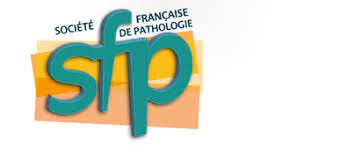 SOCIÉTÉ FRANÇAISE
DE PATHOLOGIE
sfp